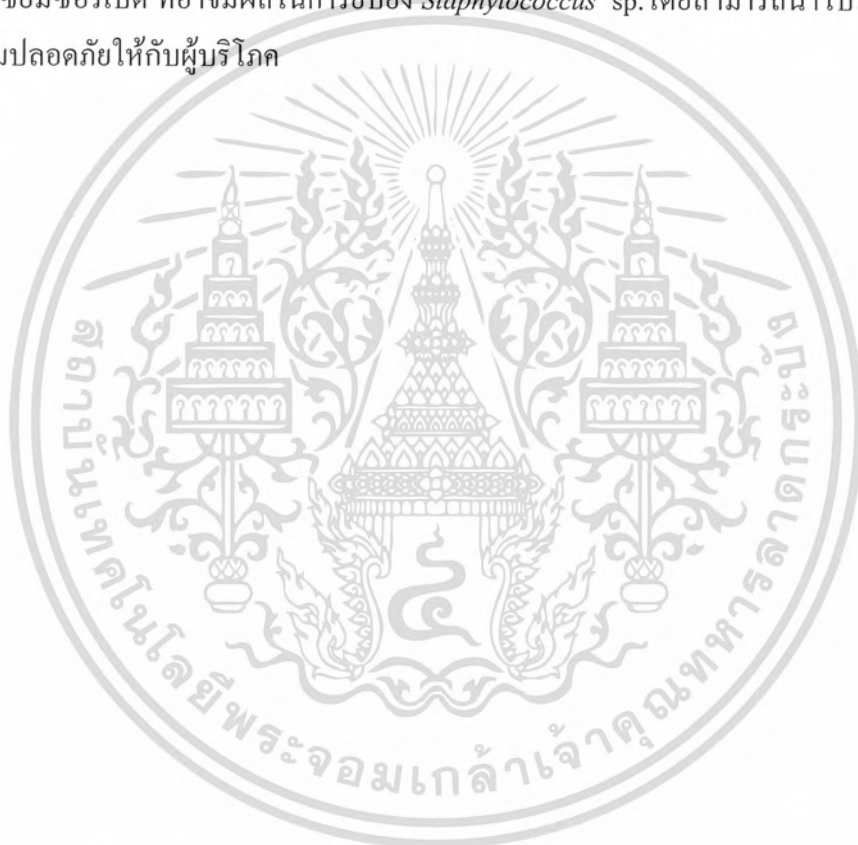 ที่อาจมีผลในการยับยั้ง Staphylococcus sp.โดยสามารถนำไป
มปลอดภัยให้กับผู้บริโภค
สถาบันเทคโนโลยีพระจอมเกล้าเจ้าคุณทหารลาดกระบัง
๔